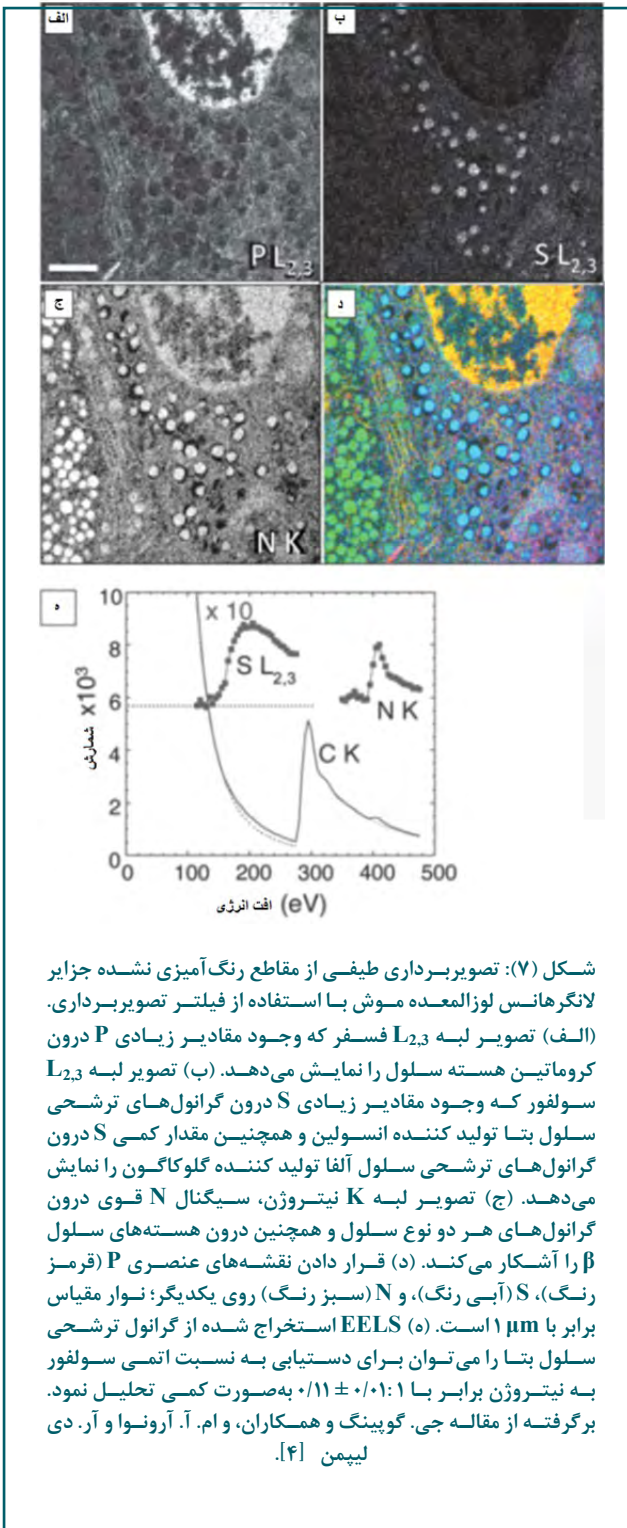 الف
ب
P L2,3
S L2,3
ج
د
N K
ه
10
x 10
8
S L2,3
6
N K
شمارش x10³
4
C K
2
0
0 100 200 300 400 500
افت انرژی (eV)
شکل (۷): تصویربرداری طیفی از مقاطع رنگ‌آمیزی نشده جزایر
لانگرهانس لوزالمعده موش با استفاده از فیلتر تصویربرداری.
(الف) تصویر لبه L2,3 فسفر که وجود مقادیر زیادی P درون
کروماتین هسته سلول را نمایش می‌دهد. (ب) تصویر لبه L2,3
سولفور که وجود مقادیر زیادی S درون گرانول‌های ترشحی
سلول بتا تولید کننده انسولین و همچنین مقدار کمی S درون
گرانول‌های ترشحی سلول آلفا تولید کننده گلوکاگون را نمایش
می‌دهد. (ج) تصویر لبه K نیتروژن، سیگنال N قوی درون
گرانول‌های هر دو نوع سلول و همچنین درون هسته‌های سلول
β را آشکار می‌کند. (د) قرار دادن نقشه‌های عنصری P (قرمز
رنگ)، S (آبی رنگ)، و N (سبز رنگ) روی یکدیگر؛ نوار مقیاس
برابر با ۱ μm است. (ه) EELS استخراج شده از گرانول ترشحی
سلول بتا را می‌توان برای دستیابی به نسبت اتمی سولفور
به نیتروژن برابر با ۰/۱۱ ± ۰/۰۱:۱ به‌صورت کمی تحلیل نمود.
برگرفته از مقاله جی. گوپینگ و همکاران، و ام. آ. آرونوا و آر. دی
لیپمن [۴].